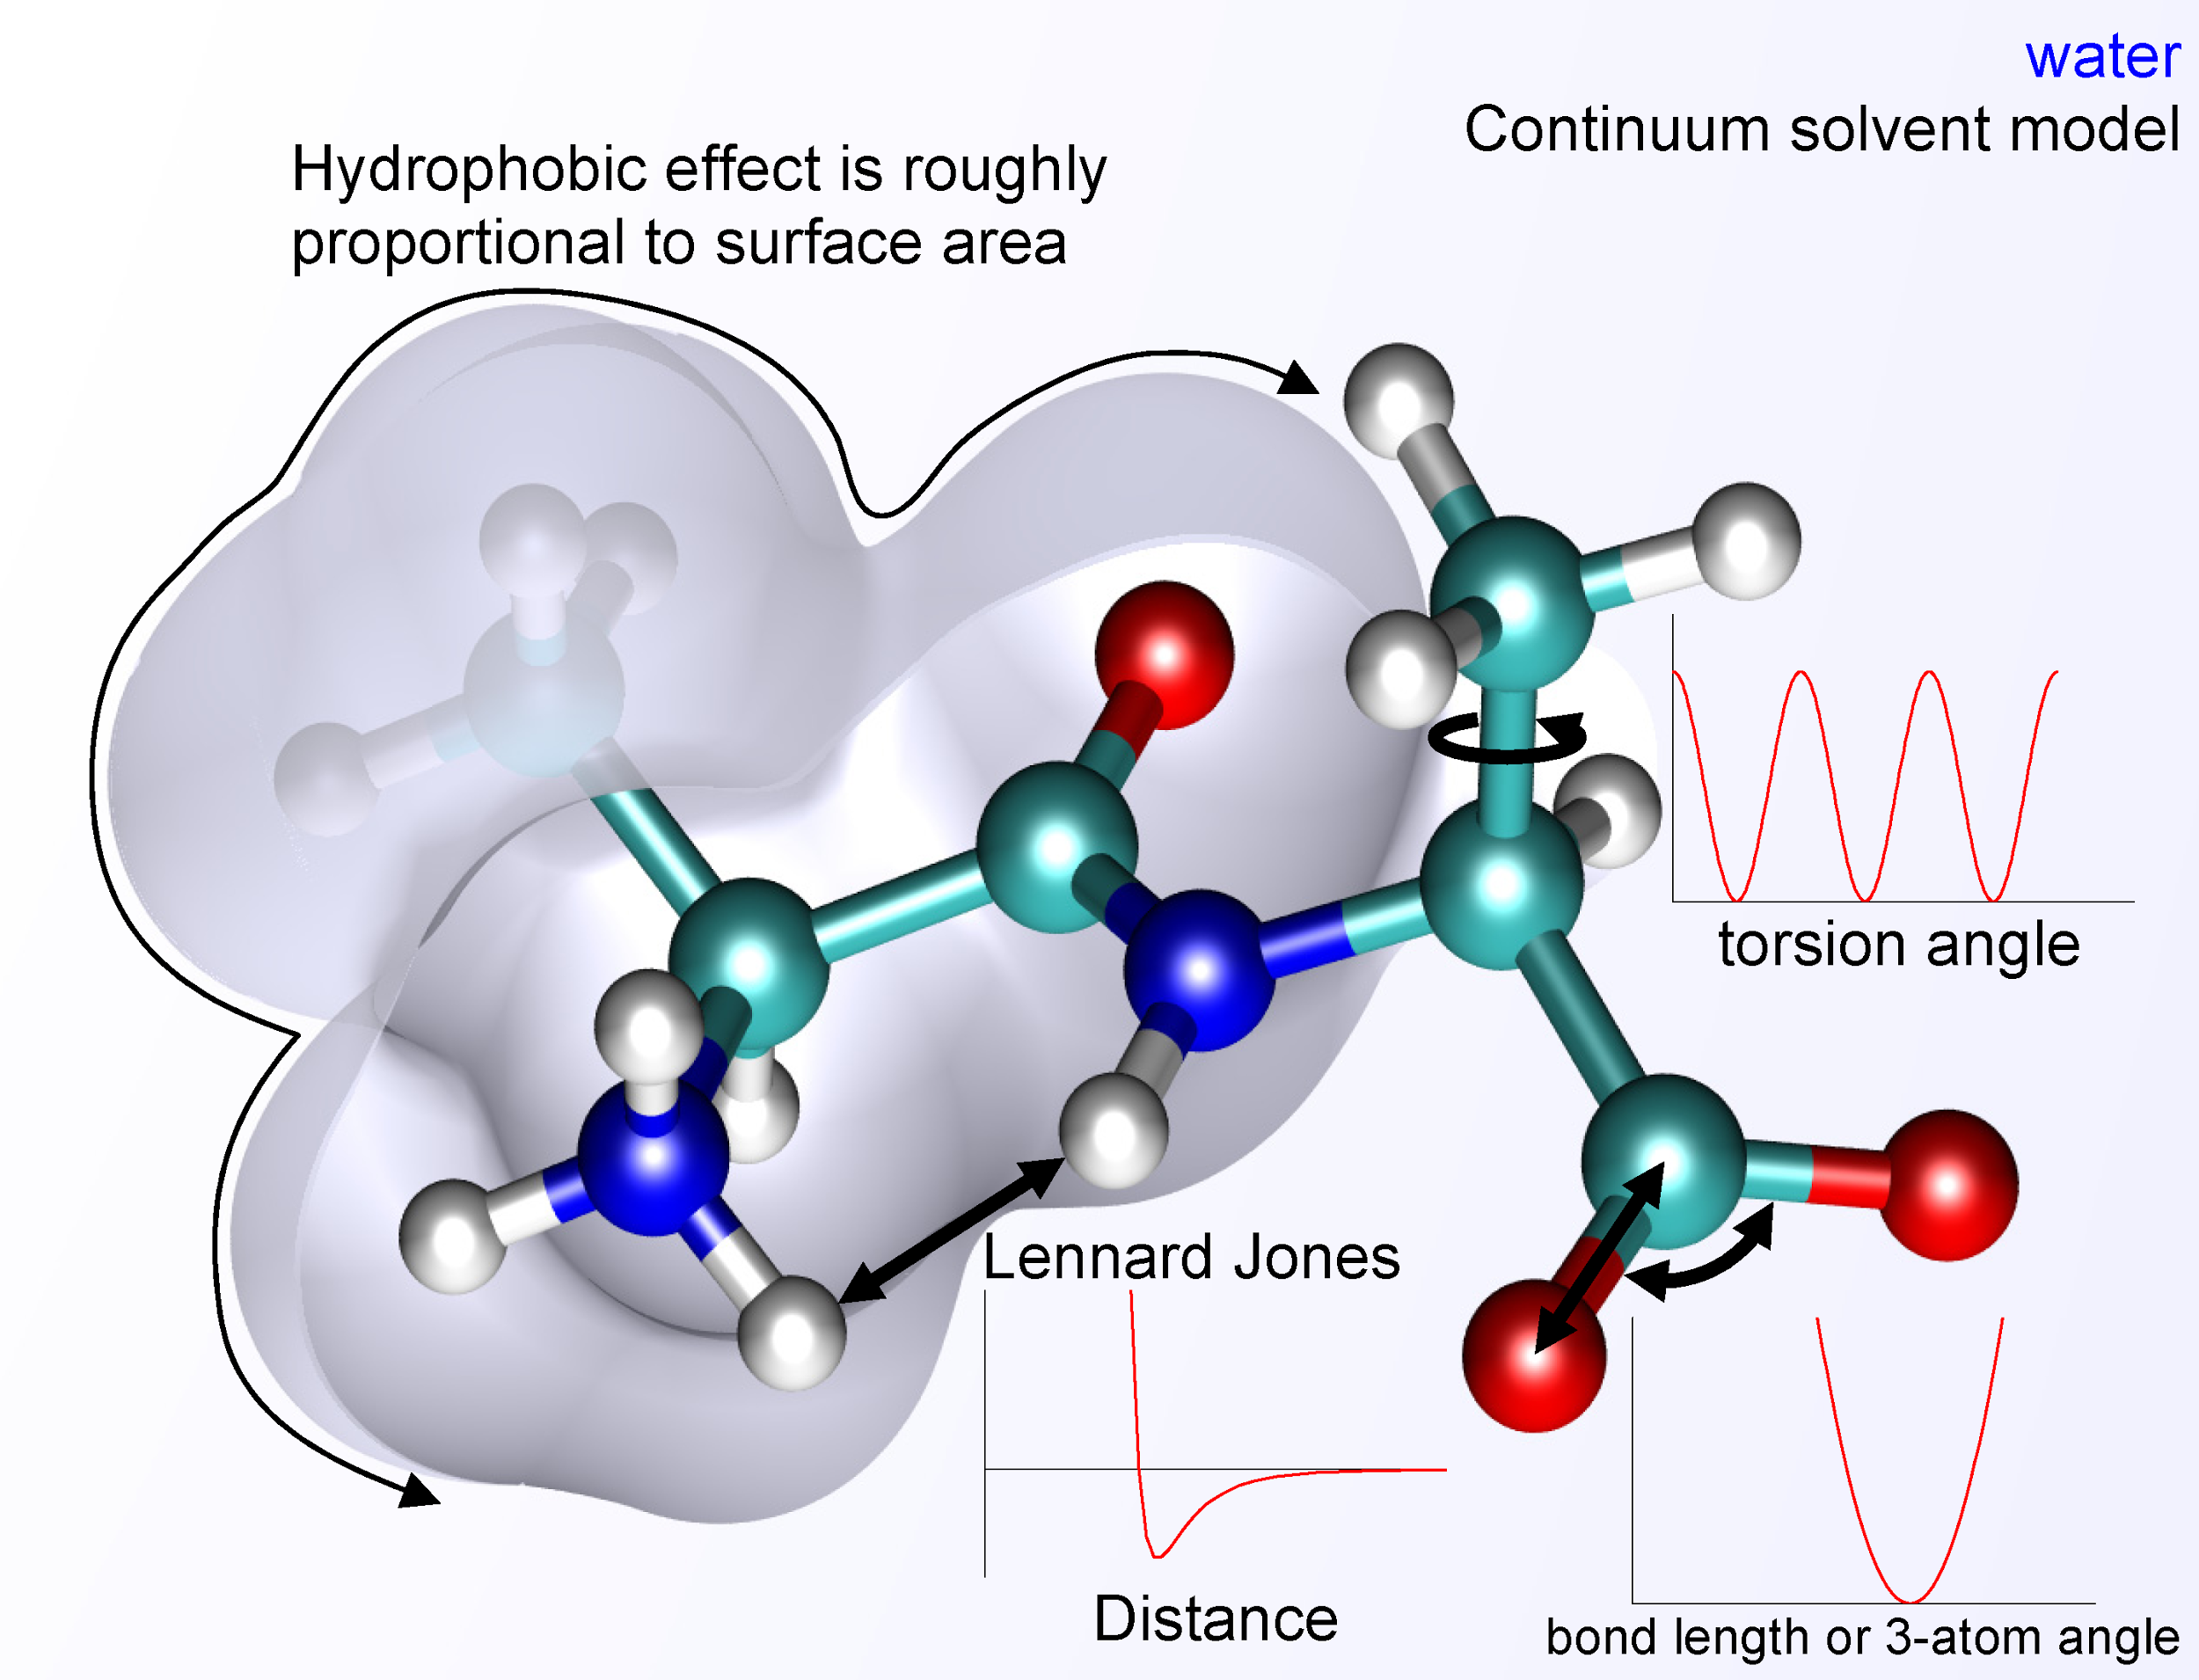 water
Continuum solvent model
Hydrophobic effect is roughly
proportional to surface area
torsion angle
Lennard Jones
Distance
bond length or 3-atom angle